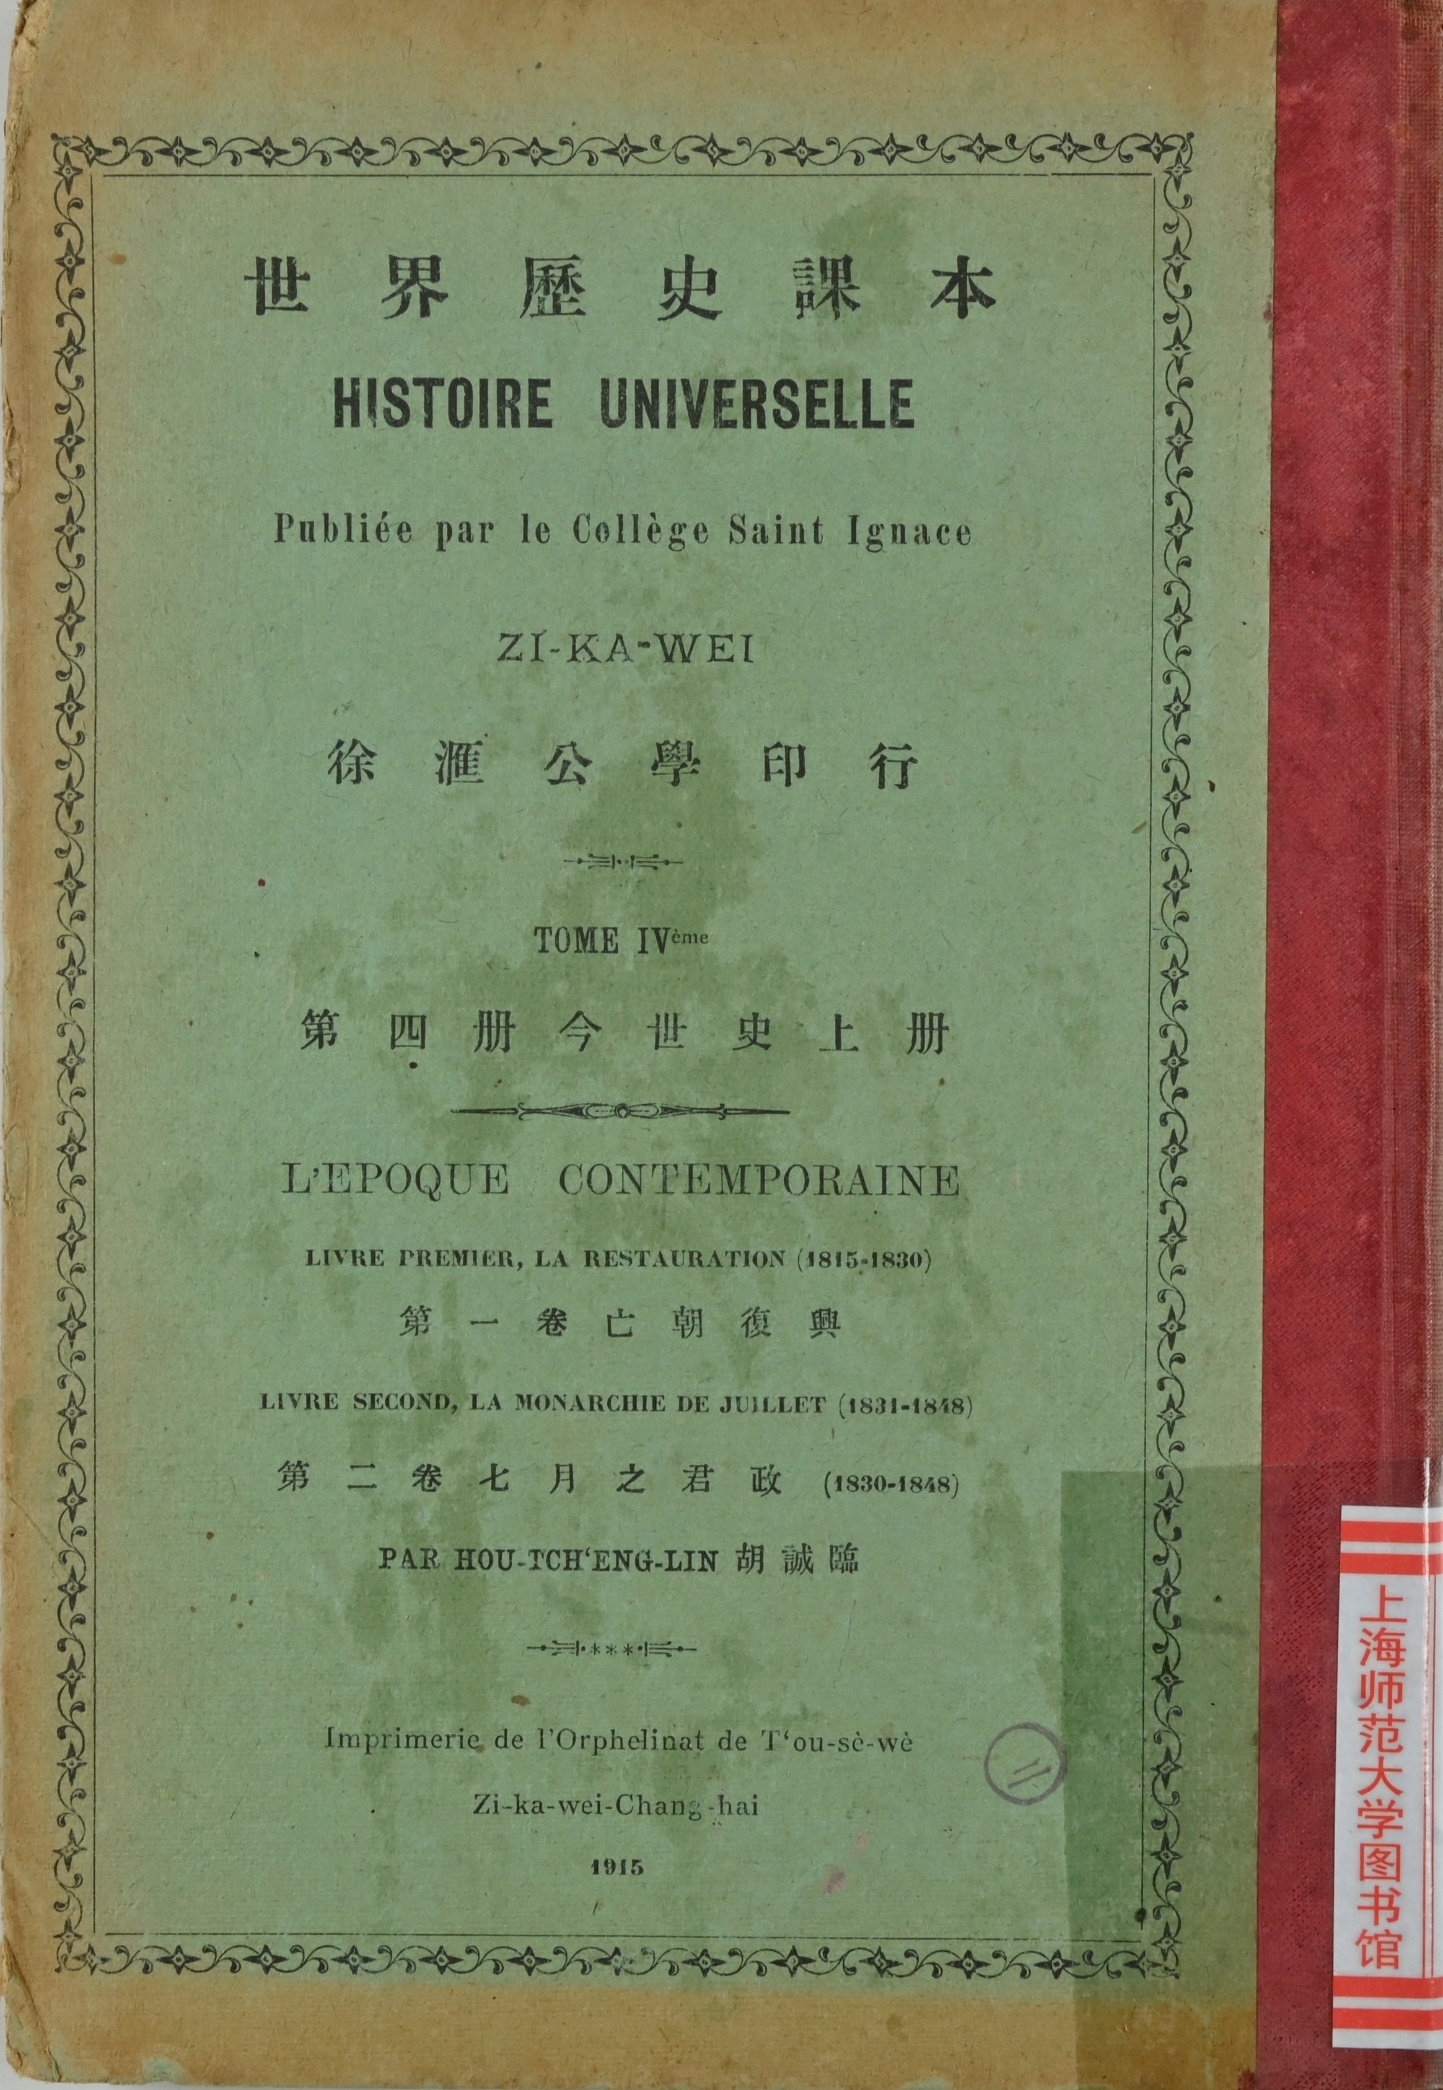 世界歷史課本
HISTOIRE UNIVERSELLE
Publiée par le Collège Saint Ignace
ZI-KA-WEI
徐滙公學印行
TOME IVème
第四册今世史上册
L'EPOQUE CONTEMPORAINE
LIVRE PREMIER, LA RESTAURATION (1815-1830)
第一卷亡朝復興
LIVRE SECOND, LA MONARCHIE DE JUILLET (1831-1848)
第二卷七月之君政 (1830-1848)
PAR HOU-TCH‘ENG-LIN 胡誠臨
Imprimerie de l'Orphelinat de T‘ou-sè-wè
Zi-ka-wei-Chang-hai
1915
上海师范大学图书馆